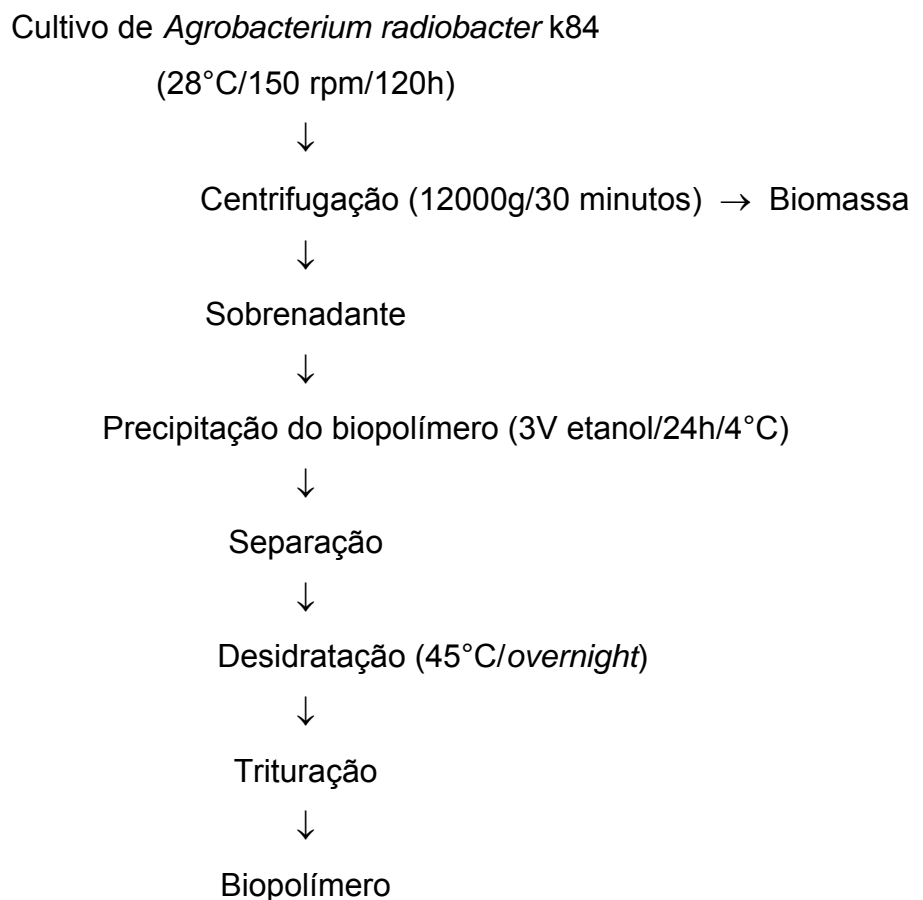 Cultivo de Agrobacterium radiobacter k84
(28°C/150 rpm/120h)
↓
Centrifugação (12000g/30 minutos) → Biomassa
↓
Sobrenadante
↓
Precipitação do biopolímero (3V etanol/24h/4°C)
↓
Separação
↓
Desidratação (45°C/overnight)
↓
Trituração
↓
Biopolímero